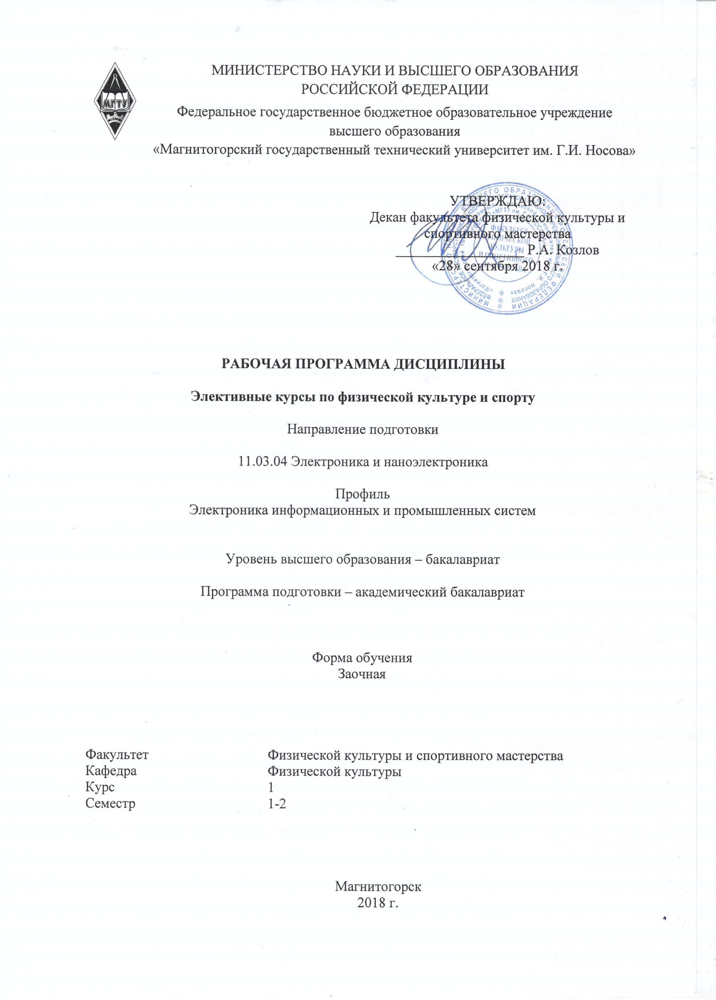 МИНИСТЕРСТВО НАУКИ И ВЫСШЕГО ОБРАЗОВАНИЯ
РОССИЙСКОЙ ФЕДЕРАЦИИ
Федеральное государственное бюджетное образовательное учреждение
высшего образования
«Магнитогорский государственный технический университет им. Г.И. Носова»
МГТУ
УТВЕРЖДАЮ:
Декан факультета физической культуры и
спортивного мастерства
Р.А. Козлов
«28» сентября 2018 г.
РАБОЧАЯ ПРОГРАММА ДИСЦИПЛИНЫ
Элективные курсы по физической культуре и спорту
Направление подготовки
11.03.04 Электроника и наноэлектроника
Профиль
Электроника информационных и промышленных систем
Уровень высшего образования – бакалавриат
Программа подготовки – академический бакалавриат
Форма обучения
Заочная
Факультет Физической культуры и спортивного мастерства
Кафедра Физической культуры
Курс 1
Семестр 1-2
Магнитогорск
2018 г.